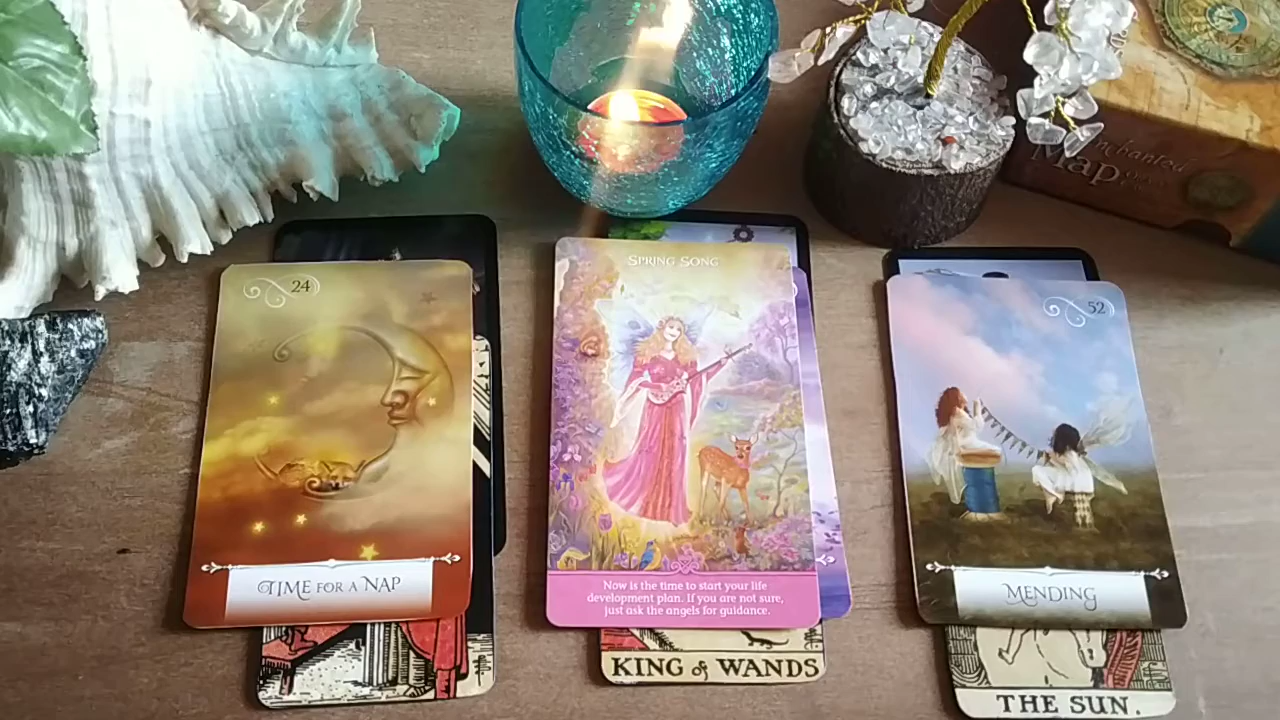 Enchanted
Map
24
TIME FOR A NAP
SPRING SONG
Now is the time to start your life
development plan. If you are not sure,
just ask the angels for guidance.
KING of WANDS
52
MENDING
THE SUN.